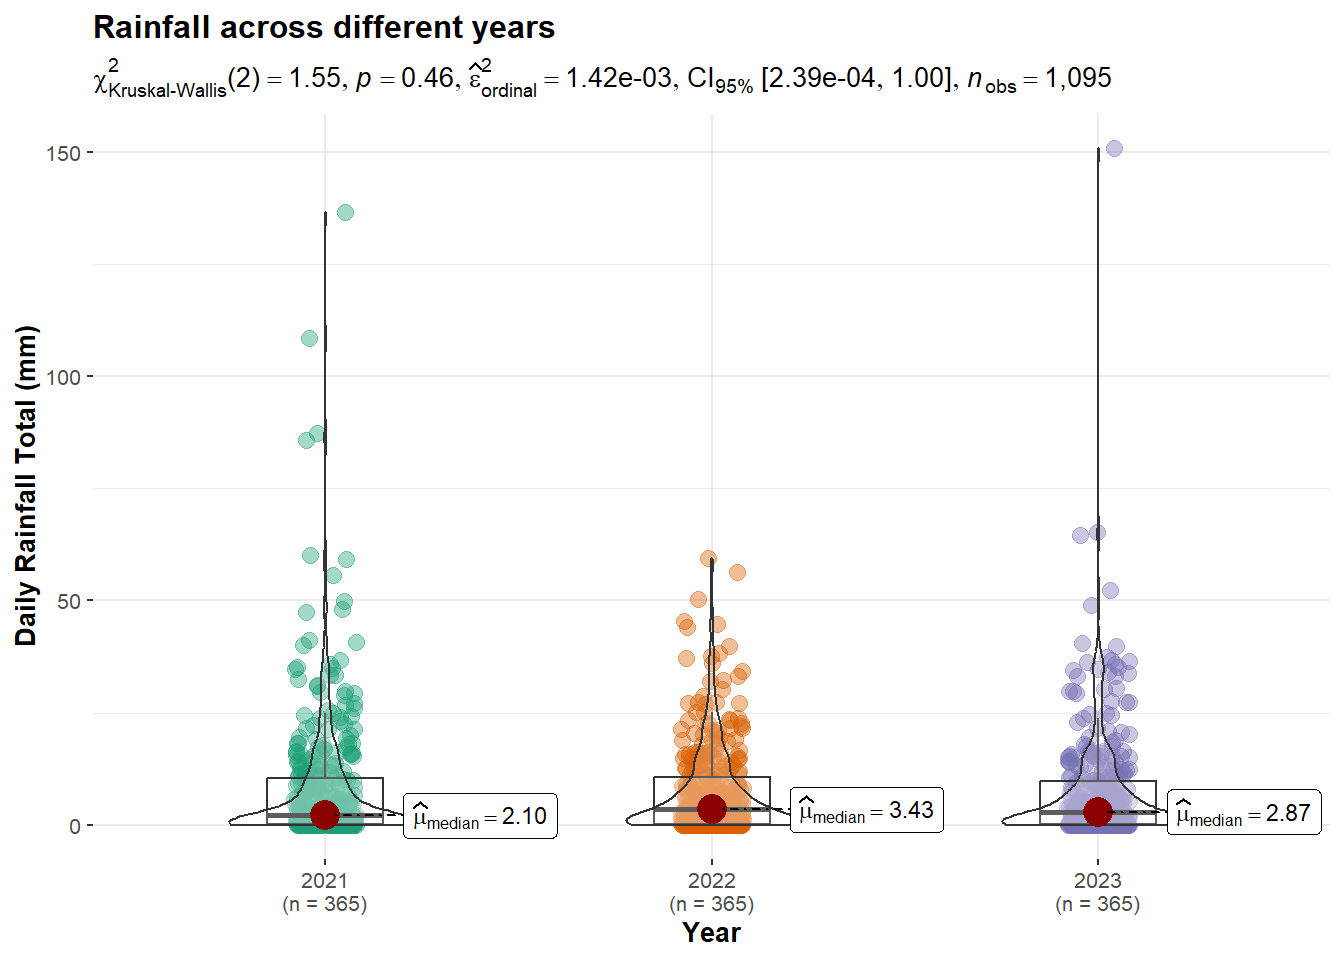 Rainfall across different years
χ²Kruskal-Wallis(2) = 1.55, p = 0.46, ε̂²ordinal = 1.42e-03, CI95% [2.39e-04, 1.00], nobs = 1,095
Daily Rainfall Total (mm)
150
100
50
0
μ̂median = 2.10
μ̂median = 3.43
μ̂median = 2.87
2021
(n = 365)
2022
(n = 365)
2023
(n = 365)
Year